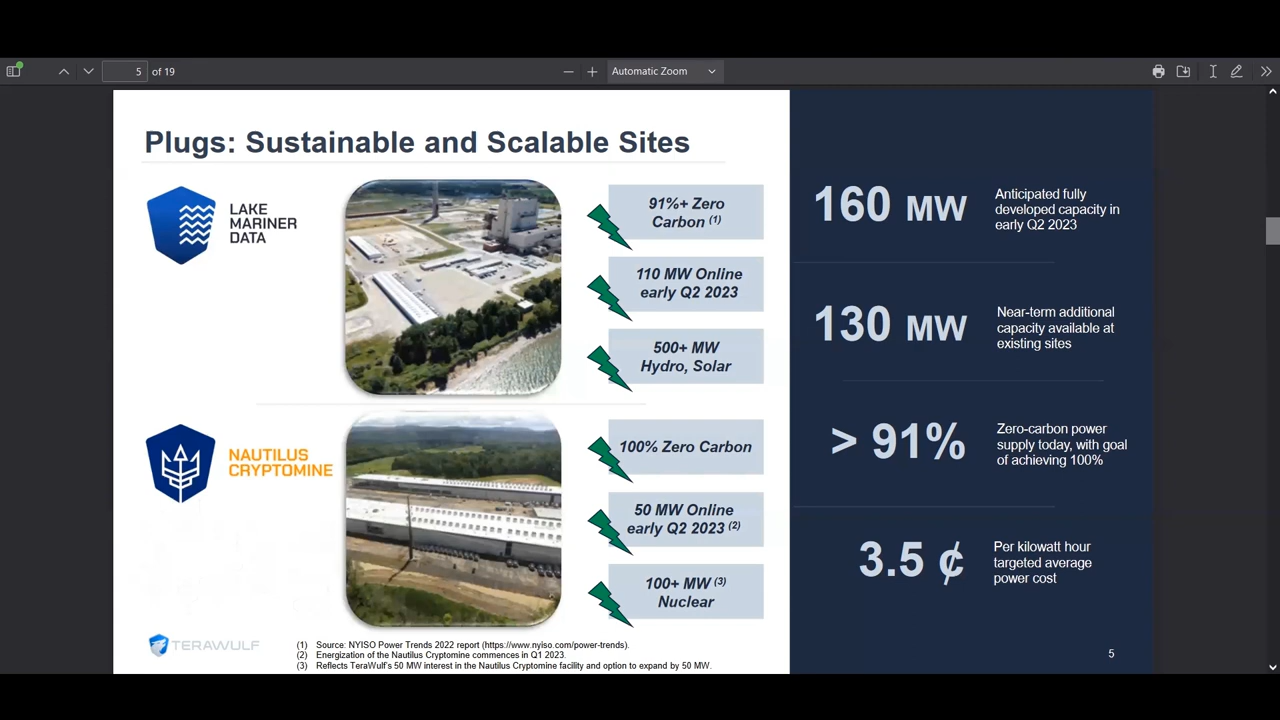 5 of 19
Automatic Zoom
Plugs: Sustainable and Scalable Sites
LAKE
MARINER
DATA
91%+ Zero
Carbon (1)
110 MW Online
early Q2 2023
500+ MW
Hydro, Solar
NAUTILUS
CRYPTOMINE
100% Zero Carbon
50 MW Online
early Q2 2023 (2)
100+ MW (3)
Nuclear
160 MW
Anticipated fully
developed capacity in
early Q2 2023
130 MW
Near-term additional
capacity available at
existing sites
> 91%
Zero-carbon power
supply today, with goal
of achieving 100%
3.5 ¢
Per kilowatt hour
targeted average
power cost
TERAWULF
(1) Source: NYISO Power Trends 2022 report (https://www.nyiso.com/power-trends).
(2) Energization of the Nautilus Cryptomine commences in Q1 2023.
(3) Reflects TeraWulf's 50 MW interest in the Nautilus Cryptomine facility and option to expand by 50 MW.
5